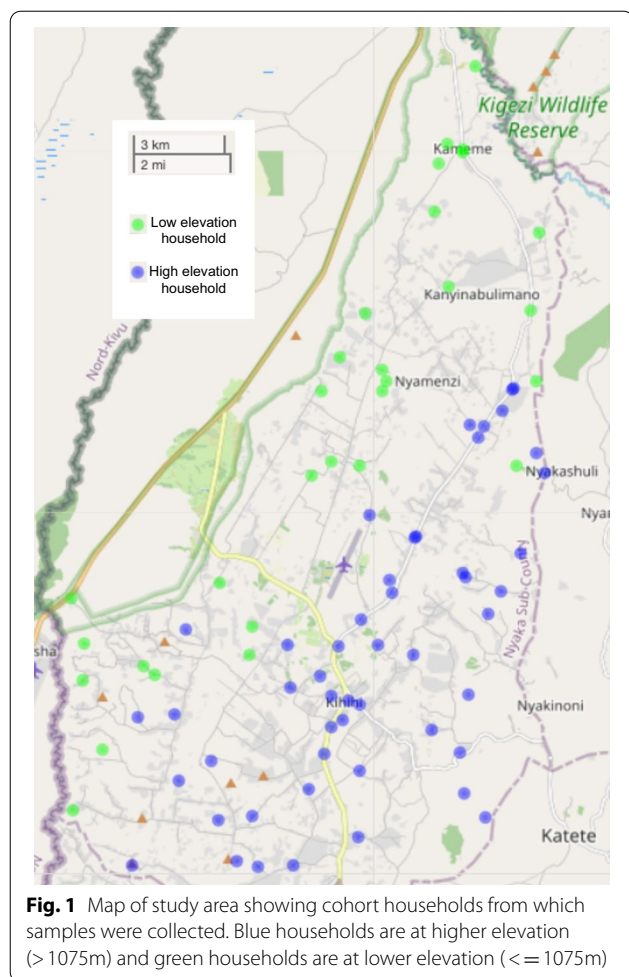 Kigezi Wildlife
Reserve
3 km
2 mi
Kameme
Low elevation
household
High elevation
household
Kanyinabulimano
Nord-Kivu
Nyamenzi
Nyakashuli
Nyar
Nyaka Sub-County
sha
Kihihi
Nyakinoni
Katete
Fig. 1 Map of study area showing cohort households from which
samples were collected. Blue households are at higher elevation
(> 1075m) and green households are at lower elevation (< = 1075m)